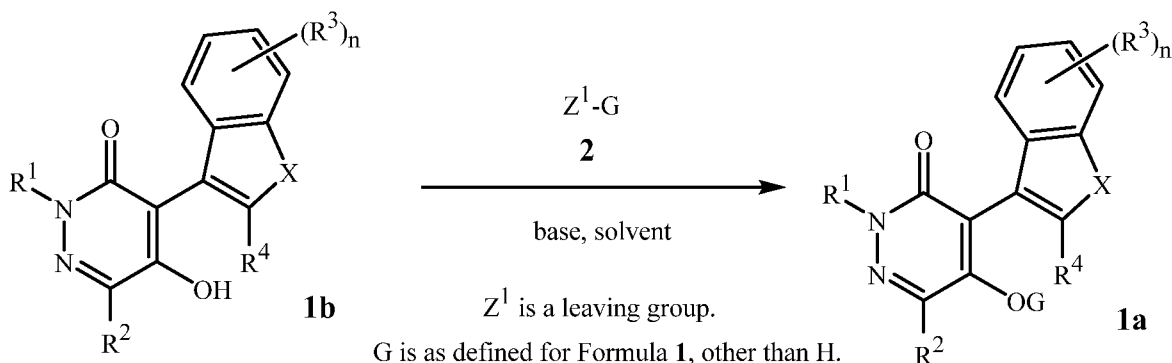 (R³)ₙ
(R³)ₙ
Z¹-G
O
2
O
R¹
X
R¹
X
N
N
base, solvent
N
R⁴
N
R⁴
OH
OG
1b
Z¹ is a leaving group.
1a
R²
R²
G is as defined for Formula 1, other than H.